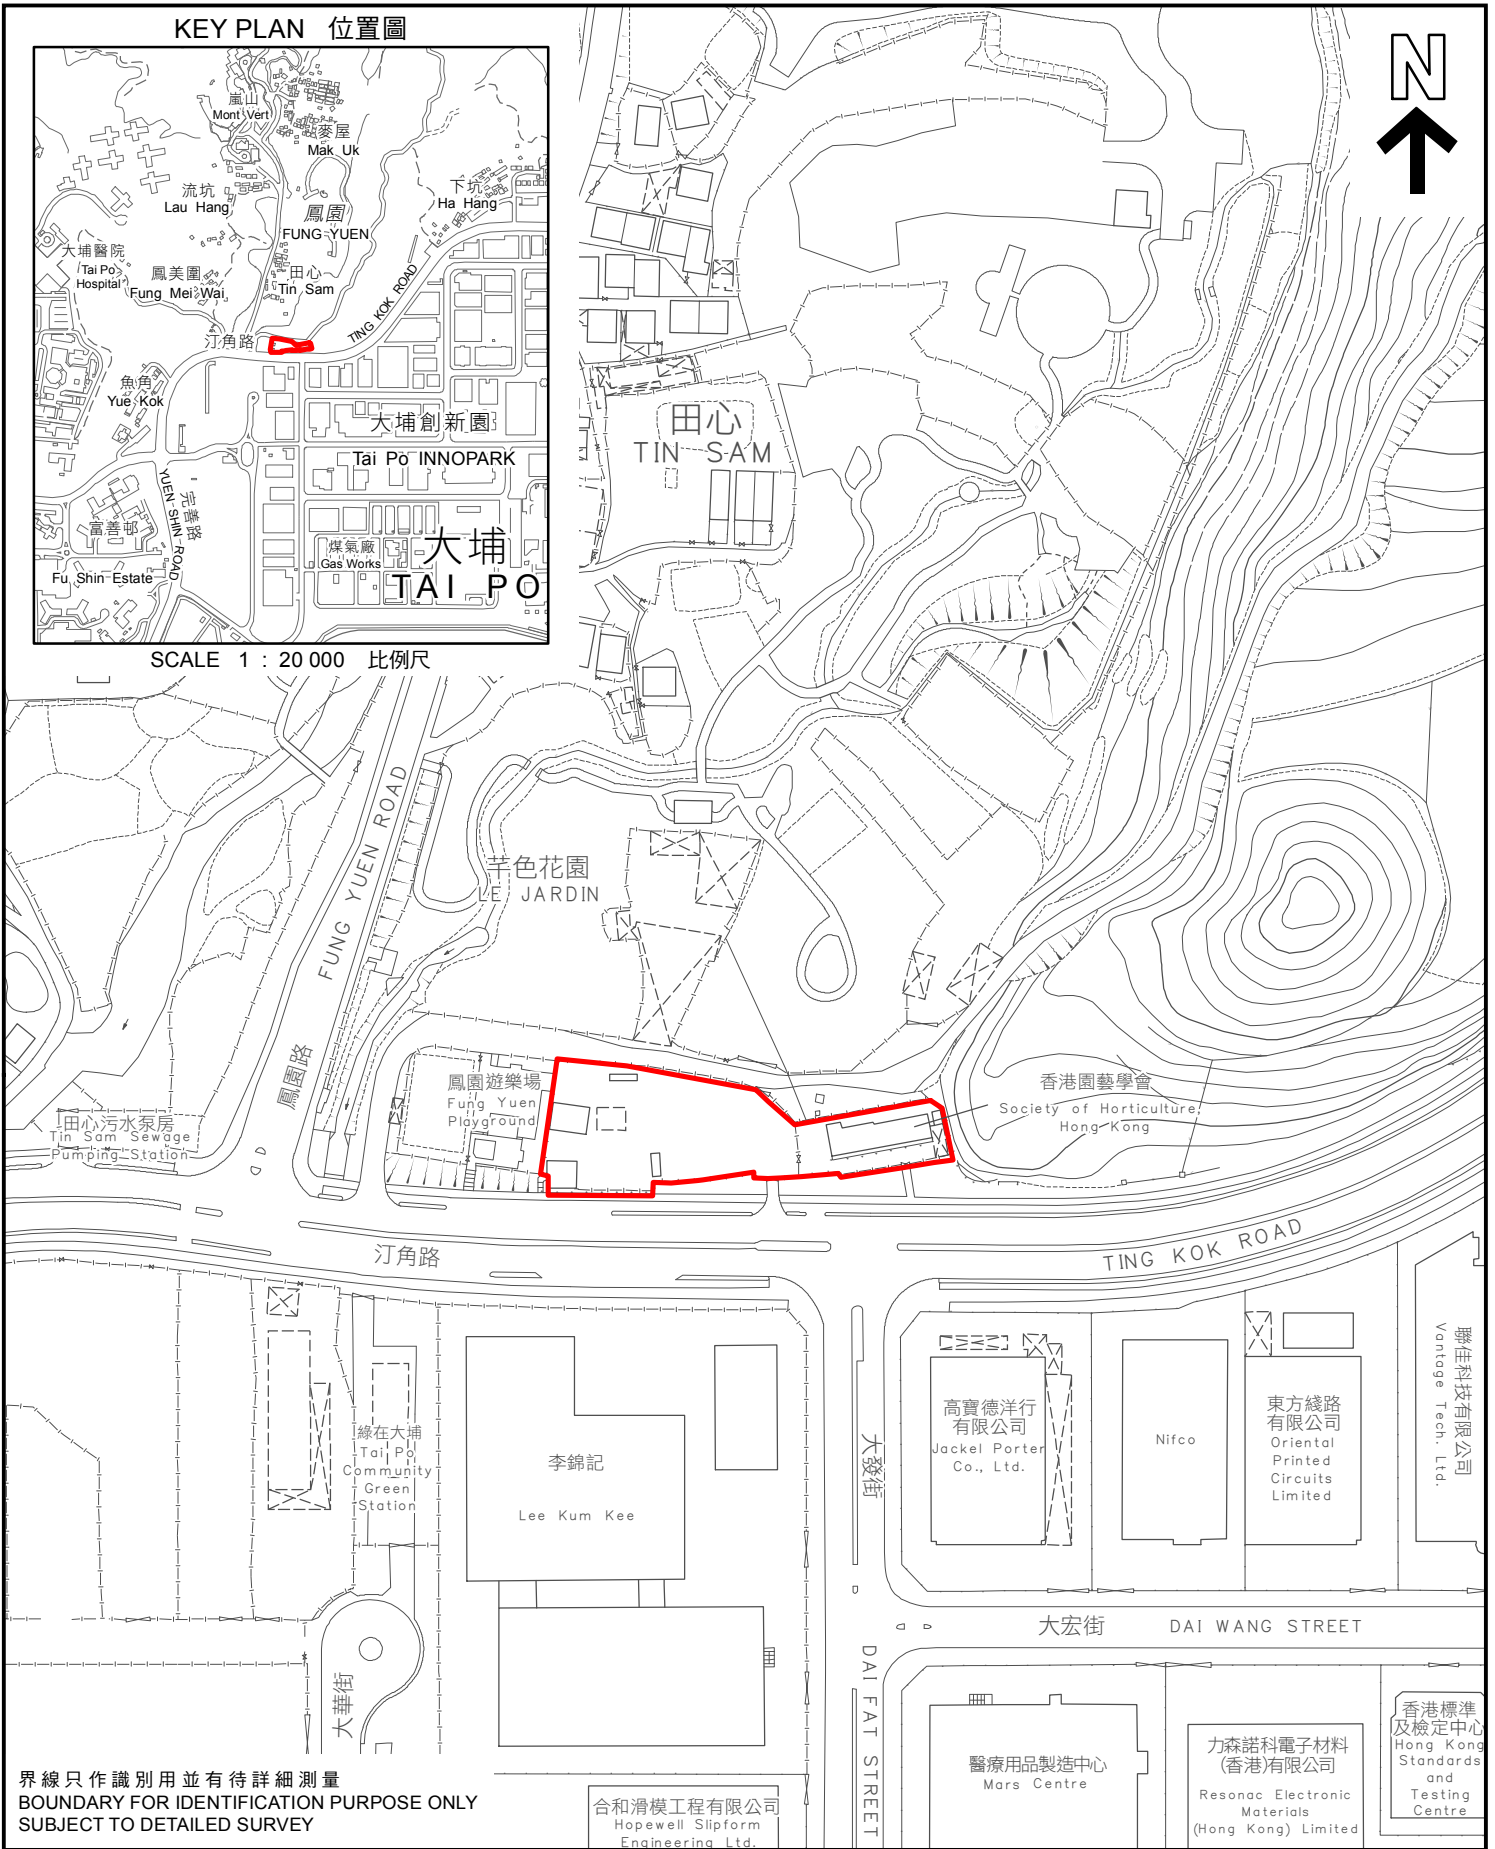 KEY PLAN 位置圖
N
嵐山
Mont Vert
麥屋
Mak Uk
流坑
Lau Hang
下坑
Ha Hang
鳳園
FUNG YUEN
大埔醫院
Tai Po
Hospital
鳳美圍
Fung Mei Wai
田心
Tin Sam
TING KOK ROAD
汀角路
魚角
Yue Kok
大埔創新園
Tai Po INNOPARK
完善路
YUEN SHIN ROAD
富善邨
Fu Shin Estate
煤氣廠
Gas Works
大埔
TAI PO
SCALE 1 : 20 000 比例尺
田心
TIN SAM
FUNG YUEN ROAD
鳳園路
芊色花園
LE JARDIN
鳳園遊樂場
Fung Yuen
Playground
香港園藝學會
Society of Horticulture,
Hong Kong
田心污水泵房
Tin Sam Sewage
Pumping Station
汀角路
TING KOK ROAD
綠在大埔
Tai Po
Community
Green
Station
李錦記
Lee Kum Kee
大發街
DAI FAT STREET
高寶德洋行
有限公司
Jackel Porter
Co., Ltd.
Nifco
東方綫路
有限公司
Oriental
Printed
Circuits
Limited
聯佳科技有限公司
Vantage Tech. Ltd.
大宏街 DAI WANG STREET
大華街
醫療用品製造中心
Mars Centre
力森諾科電子材料
(香港)有限公司
Resonac Electronic
Materials
(Hong Kong) Limited
香港標準
及檢定中心
Hong Kong
Standards
and
Testing
Centre
合和滑模工程有限公司
Hopewell Slipform
Engineering Ltd.
界線只作識別用並有待詳細測量
BOUNDARY FOR IDENTIFICATION PURPOSE ONLY
SUBJECT TO DETAILED SURVEY